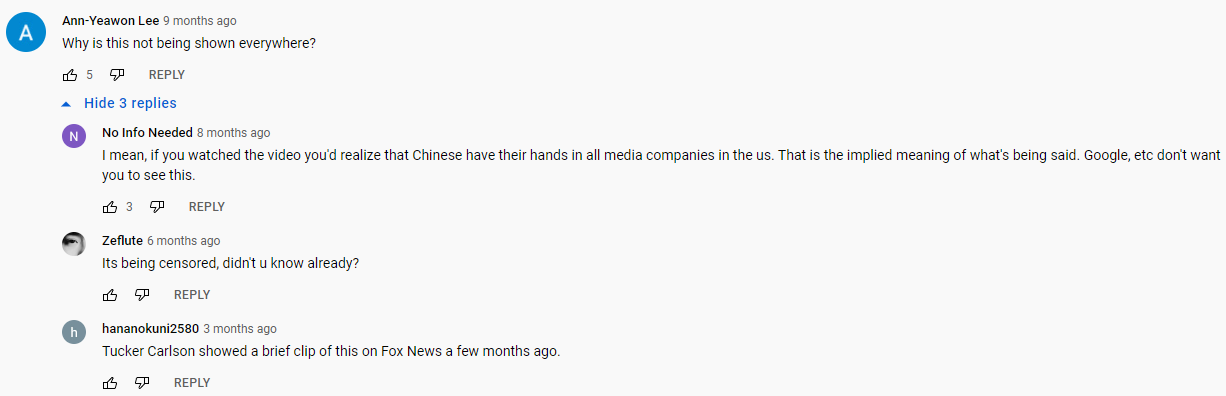 A
Ann-Yeawon Lee 9 months ago
Why is this not being shown everywhere?
5 REPLY
Hide 3 replies
N
No Info Needed 8 months ago
I mean, if you watched the video you'd realize that Chinese have their hands in all media companies in the us. That is the implied meaning of what's being said. Google, etc don't want
you to see this.
3 REPLY
Zeflute 6 months ago
Its being censored, didn't u know already?
REPLY
h
hananokuni2580 3 months ago
Tucker Carlson showed a brief clip of this on Fox News a few months ago.
REPLY